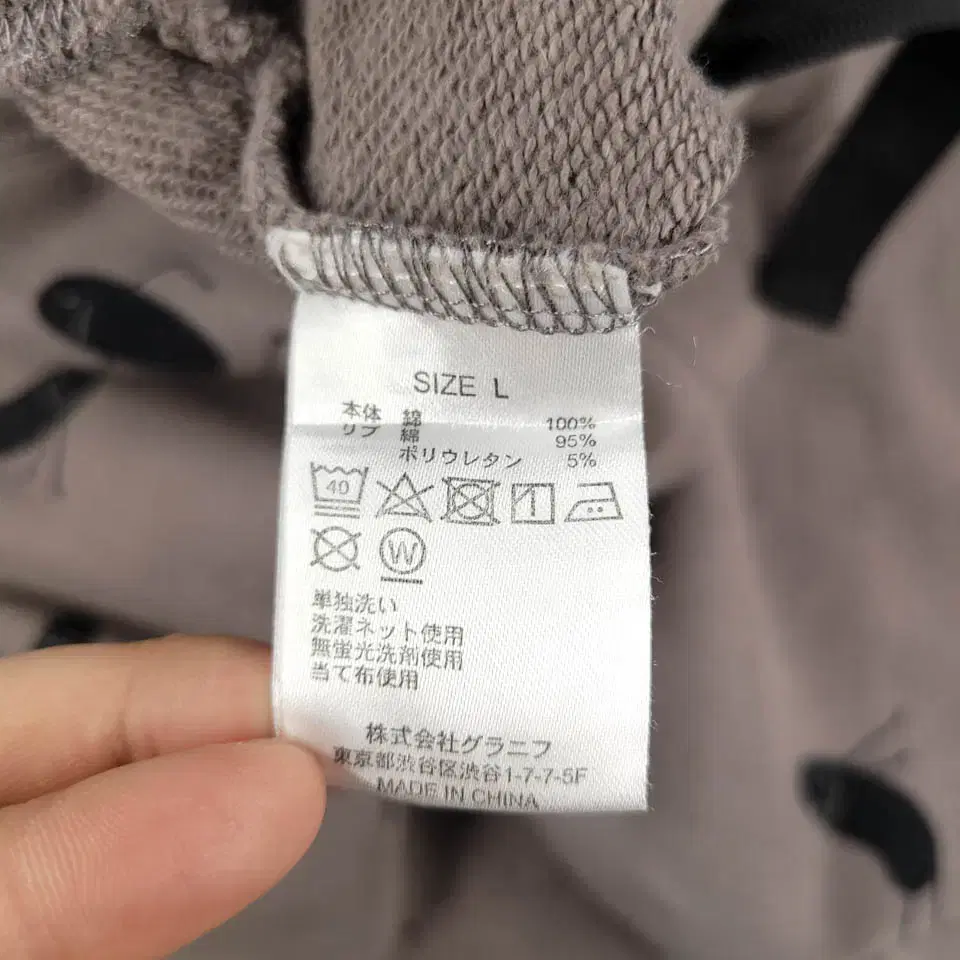 SIZE L
本体 綿 100%
リブ 綿 95%
ポリウレタン 5%
40
W
単独洗い
洗濯ネット使用
無蛍光洗剤使用
当て布使用
株式会社グラニフ
東京都渋谷区渋谷1-7-7-5F
MADE IN CHINA